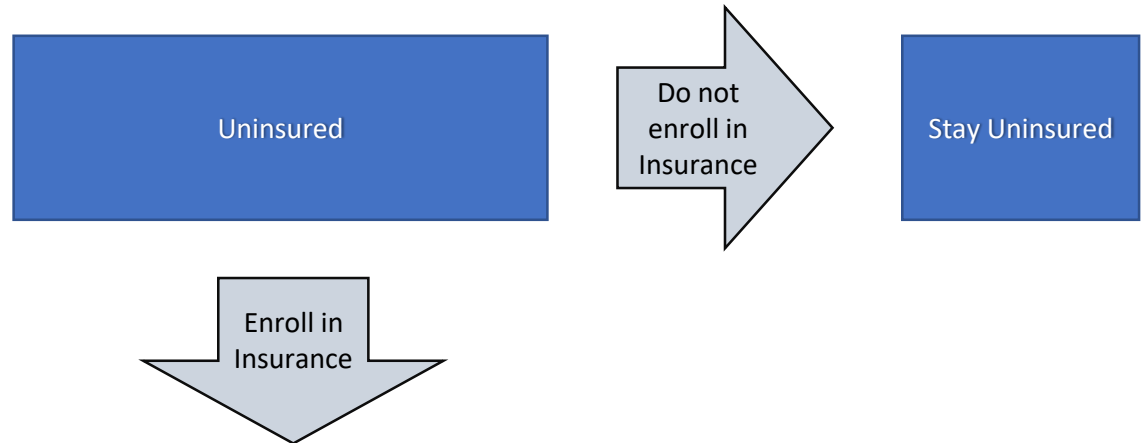 Uninsured
Do not
enroll in
Insurance
Stay Uninsured
Enroll in
Insurance